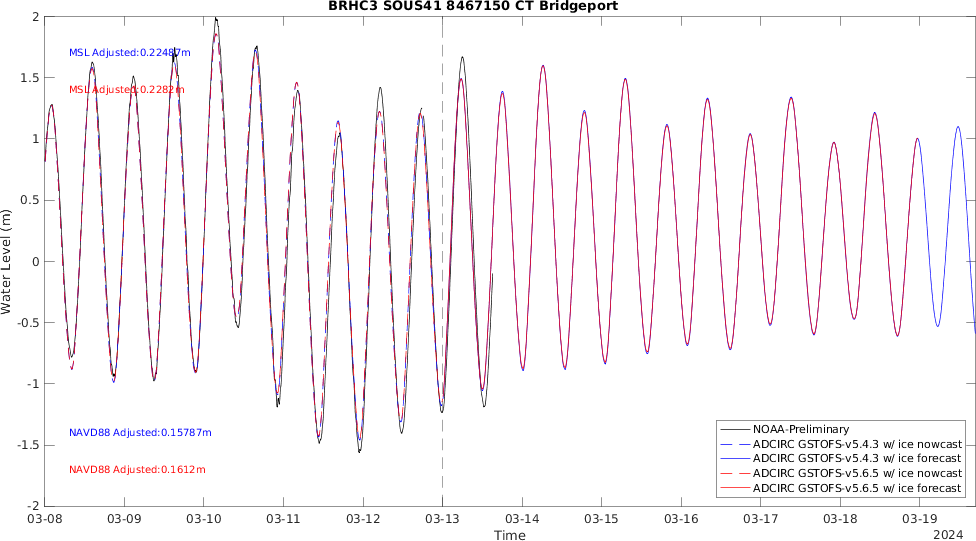 BRHC3 SOUS41 8467150 CT Bridgeport
2
1.5
1
0.5
0
-0.5
-1
-1.5
-2
Water Level (m)
MSL Adjusted:0.22487m
MSL Adjusted:0.2282m
NAVD88 Adjusted:0.15787m
NAVD88 Adjusted:0.1612m
NOAA-Preliminary
ADCIRC GSTOFS-v5.4.3 w/ ice nowcast
ADCIRC GSTOFS-v5.4.3 w/ ice forecast
ADCIRC GSTOFS-v5.6.5 w/ ice nowcast
ADCIRC GSTOFS-v5.6.5 w/ ice forecast
03-08 03-09 03-10 03-11 03-12 03-13 03-14 03-15 03-16 03-17 03-18 03-19
Time
2024